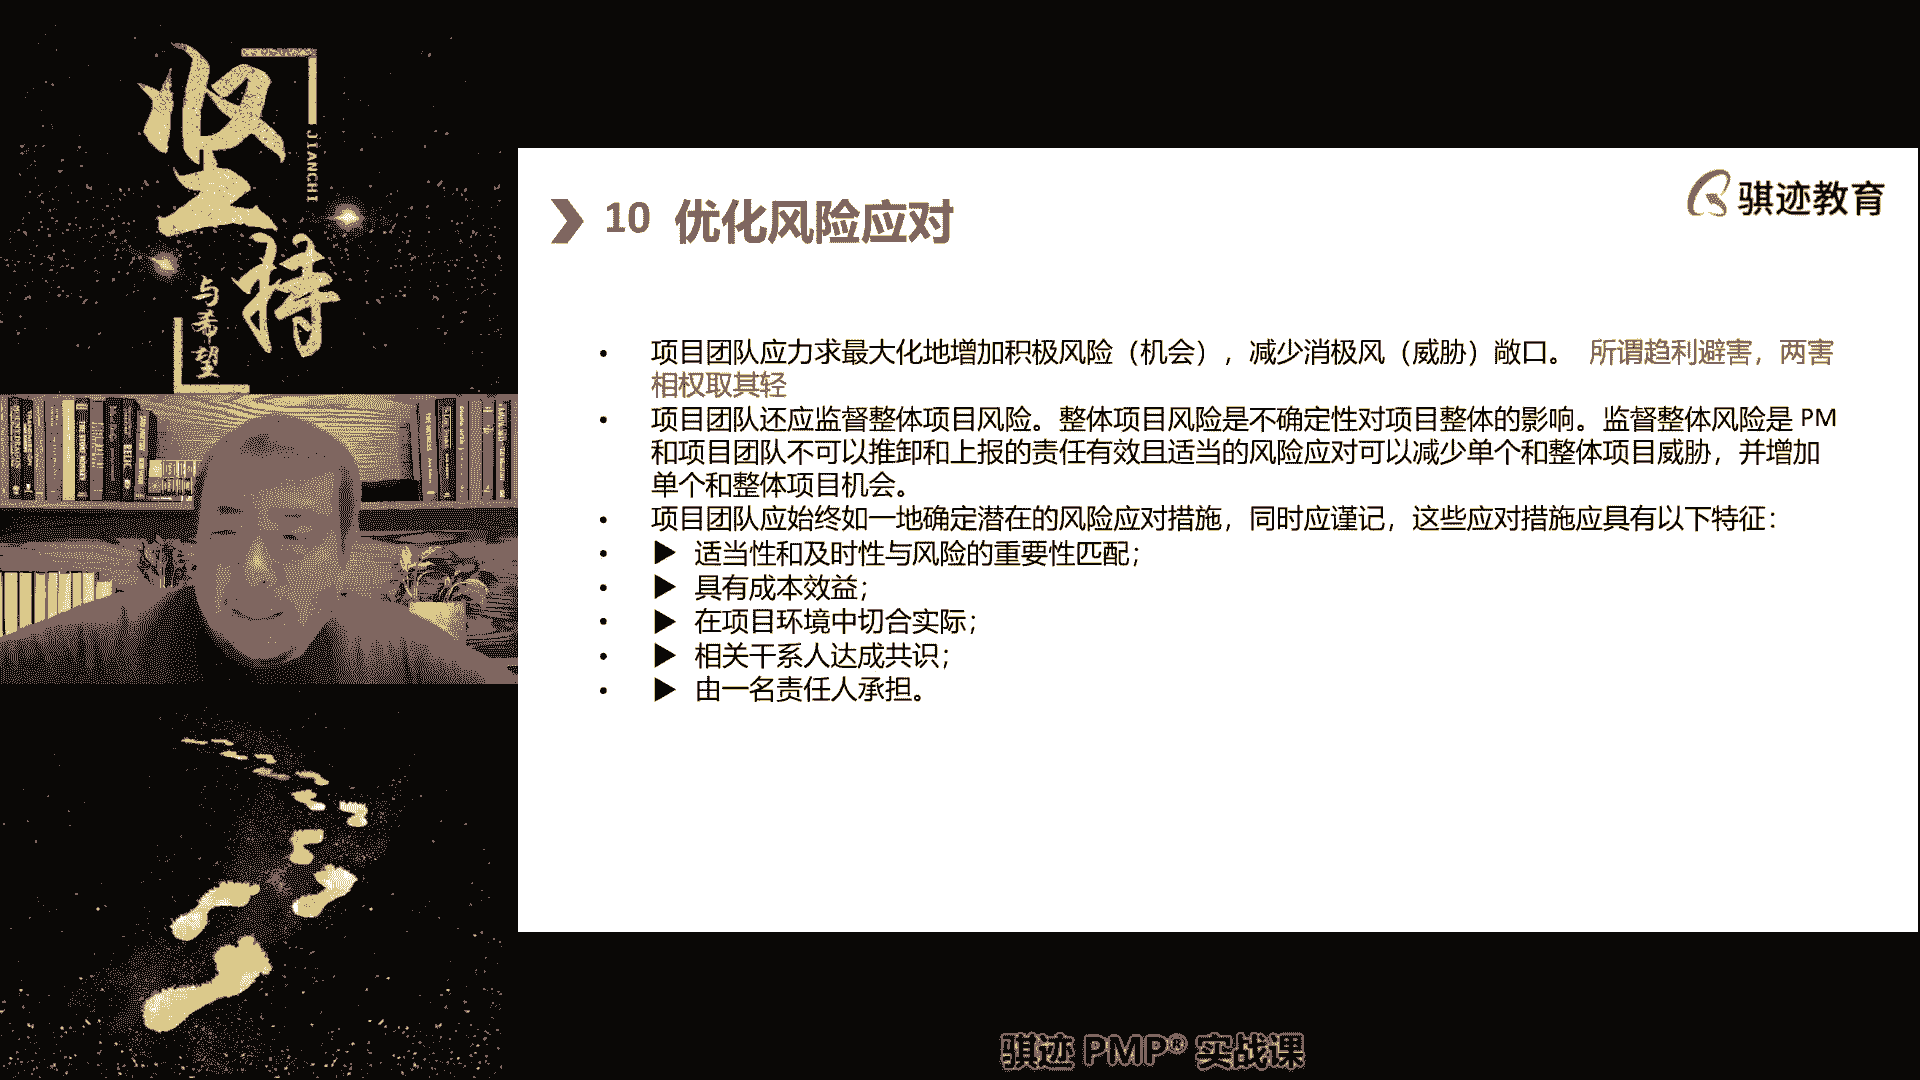 坚持
JIANCHI
与希望
骐迹教育
10 优化风险应对
• 项目团队应力求最大化地增加积极风险（机会），减少消极风（威胁）敞口。 所谓趋利避害，两害
相权取其轻
• 项目团队还应监督整体项目风险。整体项目风险是不确定性对项目整体的影响。监督整体风险是 PM
和项目团队不可以推卸和上报的责任有效且适当的风险应对可以减少单个和整体项目威胁，并增加
单个和整体项目机会。
• 项目团队应始终如一地确定潜在的风险应对措施，同时应谨记，这些应对措施应具有以下特征：
• ▶ 适当性和及时性与风险的重要性匹配；
• ▶ 具有成本效益；
• ▶ 在项目环境中切合实际；
• ▶ 相关干系人达成共识；
• ▶ 由一名责任人承担。
骐迹 PMP® 实战课